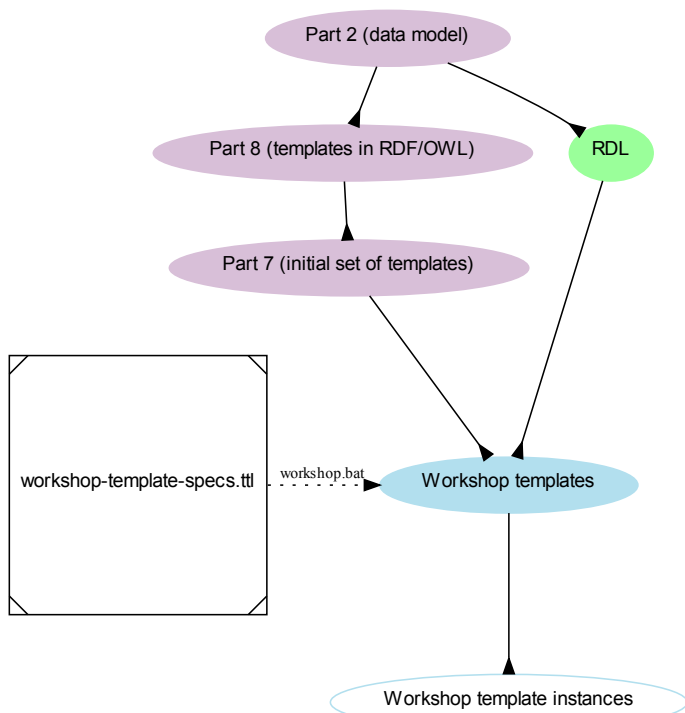 Part 2 (data model)
Part 8 (templates in RDF/OWL)
RDL
Part 7 (initial set of templates)
workshop-template-specs.ttl
workshop.bat
Workshop templates
Workshop template instances